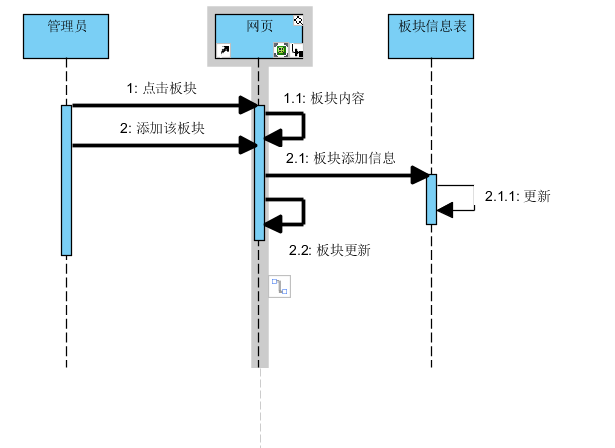 管理员
网页
板块信息表
1: 点击板块
1.1: 板块内容
2: 添加该板块
2.1: 板块添加信息
2.1.1: 更新
2.2: 板块更新